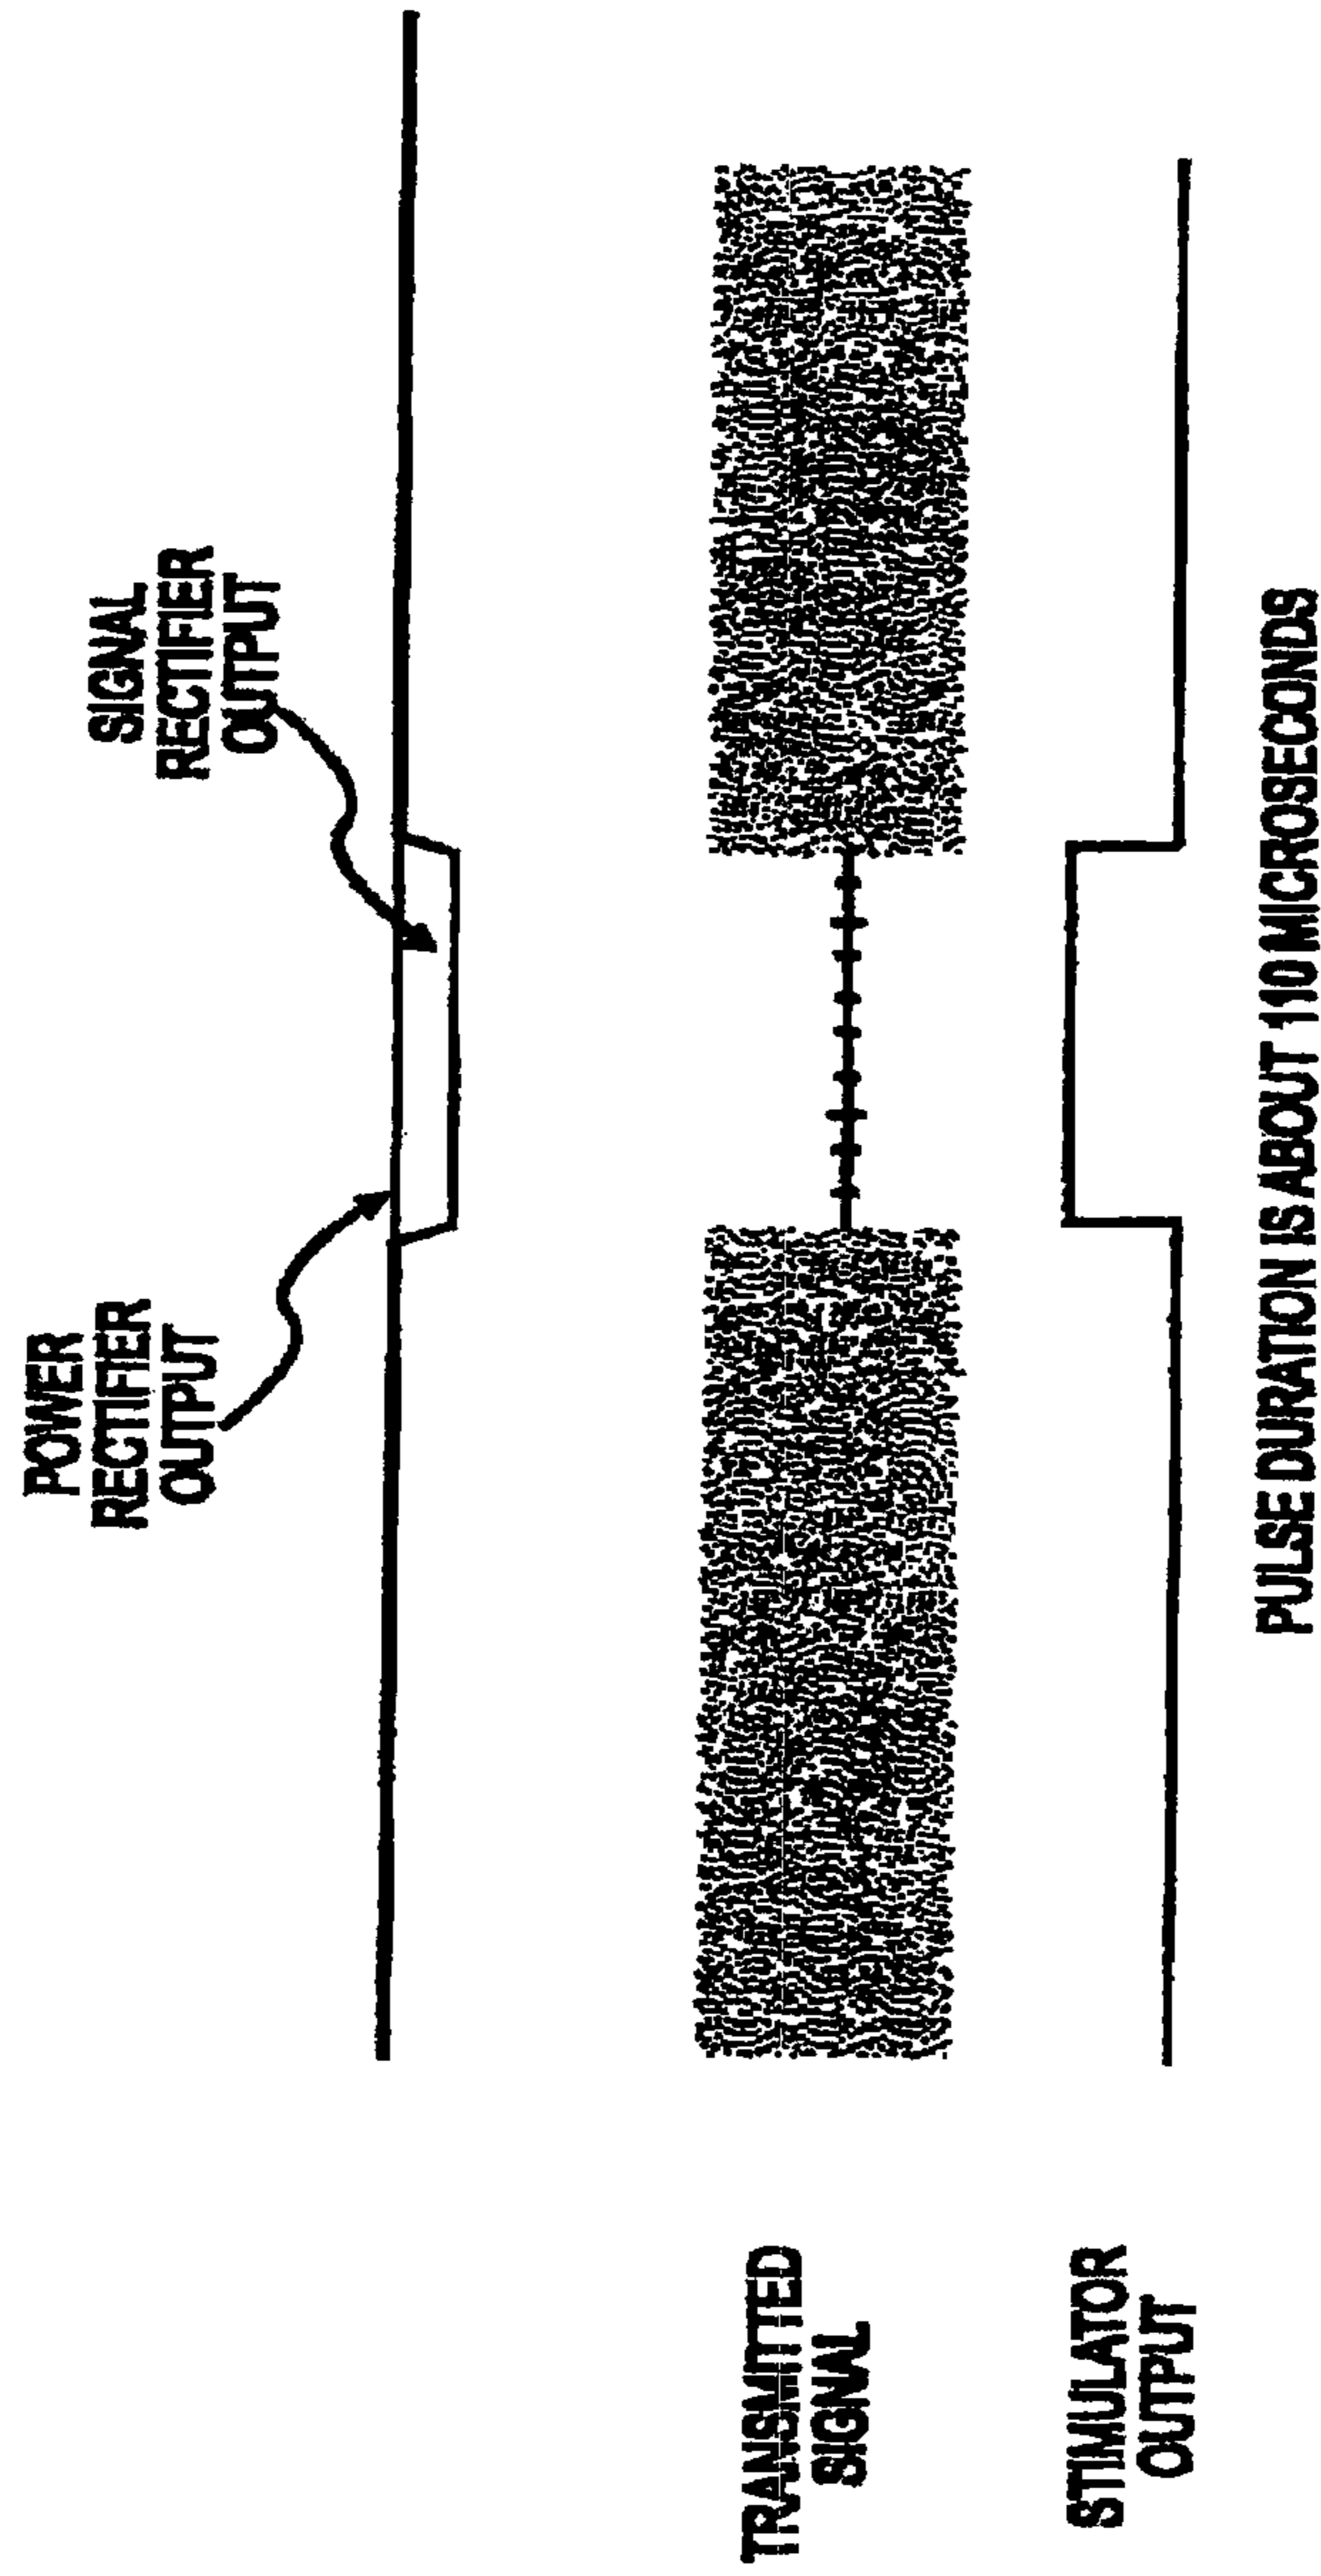 POWER
RECTIFIER
OUTPUT
SIGNAL
RECTIFIER
OUTPUT
TRANSMITTED
SIGNAL
STIMULATOR
OUTPUT
PULSE DURATION IS ABOUT 110 MICROSECONDS